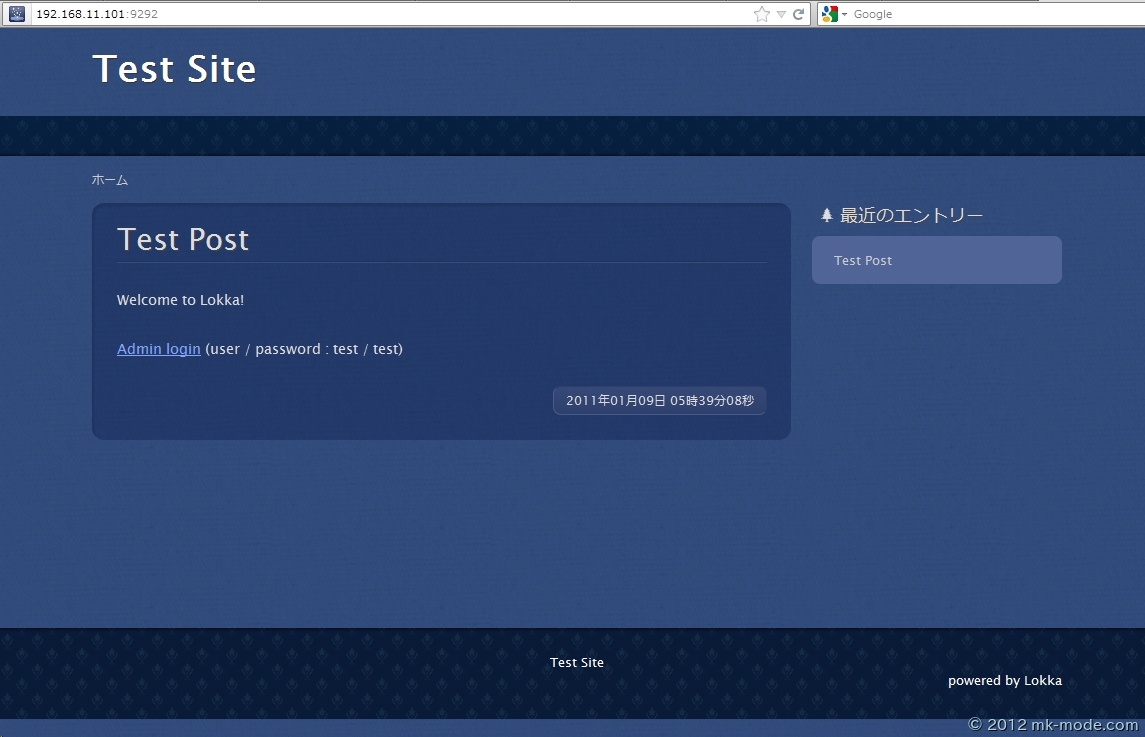 192.168.11.101:9292
Google
Test Site
ホーム
Test Post
Welcome to Lokka!
Admin login (user / password : test / test)
2011年01月09日 05時39分08秒
最近のエントリー
Test Post
Test Site
powered by Lokka
© 2012 mk-mode.com